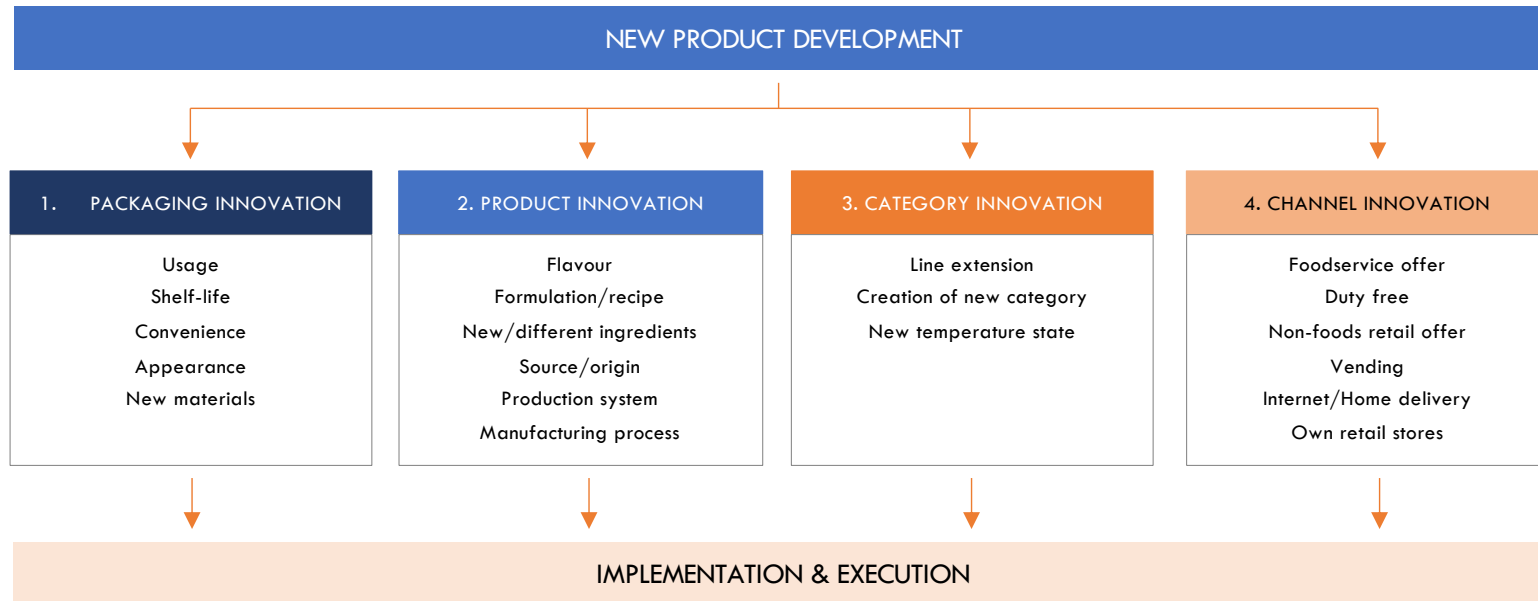 NEW PRODUCT DEVELOPMENT
1. PACKAGING INNOVATION
Usage
Shelf-life
Convenience
Appearance
New materials
2. PRODUCT INNOVATION
Flavour
Formulation/recipe
New/different ingredients
Source/origin
Production system
Manufacturing process
3. CATEGORY INNOVATION
Line extension
Creation of new category
New temperature state
4. CHANNEL INNOVATION
Foodservice offer
Duty free
Non-foods retail offer
Vending
Internet/Home delivery
Own retail stores
IMPLEMENTATION & EXECUTION